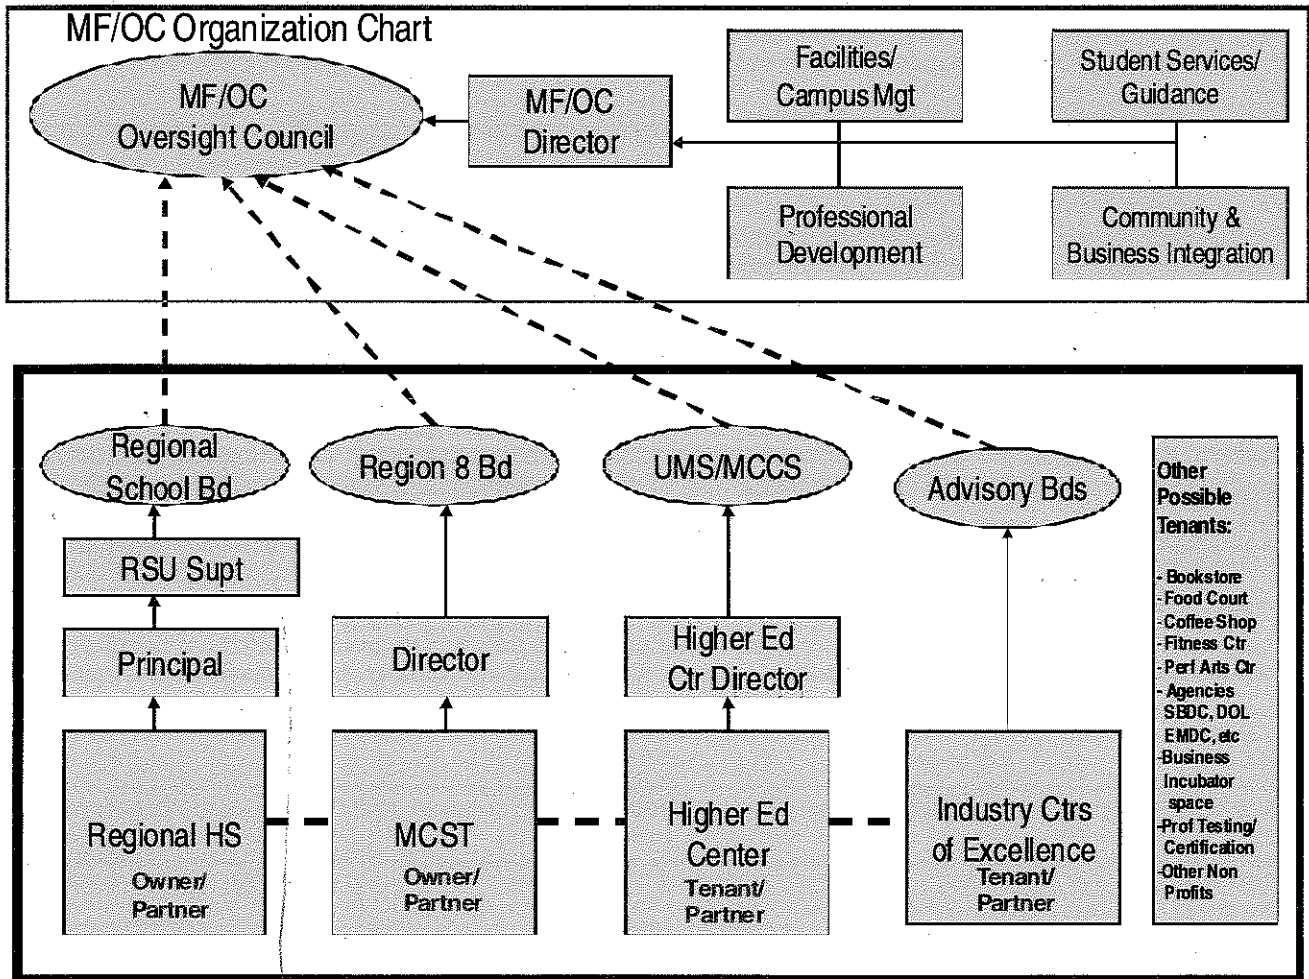 MF/OC Organization Chart
MF/OC
Oversight Council
MF/OC
Director
Facilities/
Campus Mgt
Student Services/
Guidance
Professional
Development
Community &
Business Integration
Regional
School Bd
RSU Supt
Principal
Regional HS
Owner/
Partner
Region 8 Bd
Director
MCST
Owner/
Partner
UMS/MCCS
Higher Ed
Ctr Director
Higher Ed
Center
Tenant/
Partner
Advisory Bds
Industry Ctrs
of Excellence
Tenant/
Partner
Other
Possible
Tenants:
- Bookstore
- Food Court
- Coffee Shop
- Fitness Ctr
- Perf Arts Ctr
- Agencies
SBDC, DOL
EMDC, etc
-Business
Incubator
space
-Prof Testing/
Certification
-Other Non
Profits